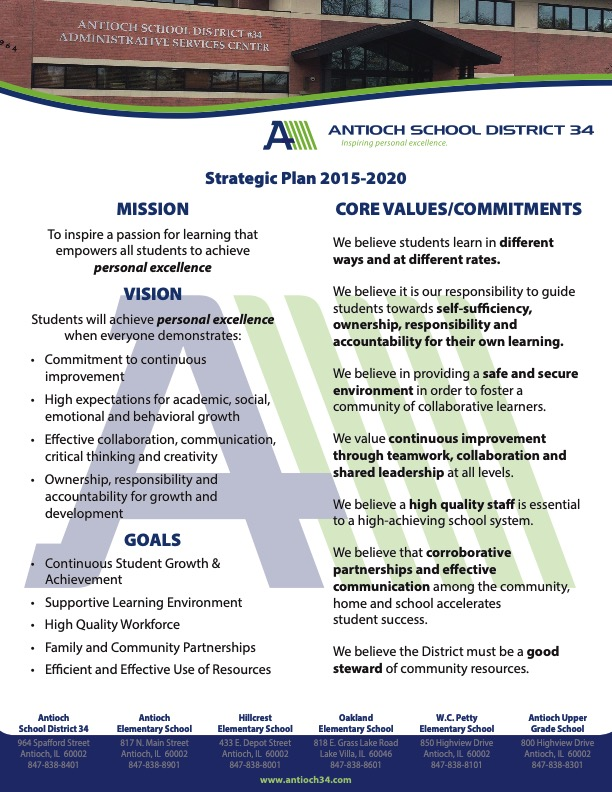 1964
ANTIOCH SCHOOL DISTRICT #34
ADMINISTRATIVE SERVICES CENTER
ANTIOCH SCHOOL DISTRICT 34
Inspiring personal excellence.
Strategic Plan 2015-2020
MISSION
To inspire a passion for learning that
empowers all students to achieve
personal excellence
VISION
Students will achieve personal excellence
when everyone demonstrates:
• Commitment to continuous
improvement
• High expectations for academic, social,
emotional and behavioral growth
• Effective collaboration, communication,
critical thinking and creativity
• Ownership, responsibility and
accountability for growth and
development
GOALS
• Continuous Student Growth &
Achievement
• Supportive Learning Environment
• High Quality Workforce
• Family and Community Partnerships
• Efficient and Effective Use of Resources
CORE VALUES/COMMITMENTS
We believe students learn in different
ways and at different rates.
We believe it is our responsibility to guide
students towards self-sufficiency,
ownership, responsibility and
accountability for their own learning.
We believe in providing a safe and secure
environment in order to foster a
community of collaborative learners.
We value continuous improvement
through teamwork, collaboration and
shared leadership at all levels.
We believe a high quality staff is essential
to a high-achieving school system.
We believe that corroborative
partnerships and effective
communication among the community,
home and school accelerates
student success.
We believe the District must be a good
steward of community resources.
Antioch
School District 34
964 Spafford Street
Antioch, IL 60002
847-838-8401
Antioch
Elementary School
817 N. Main Street
Antioch, IL 60002
847-838-8901
Hillcrest
Elementary School
433 E. Depot Street
Antioch, IL 60002
847-838-8001
Oakland
Elementary School
818 E. Grass Lake Road
Lake Villa, IL 60046
847-838-8601
W.C. Petty
Elementary School
850 Highview Drive
Antioch, IL 60002
847-838-8101
Antioch Upper
Grade School
800 Highview Drive
Antioch, IL 60002
847-838-8301
www.antioch34.com